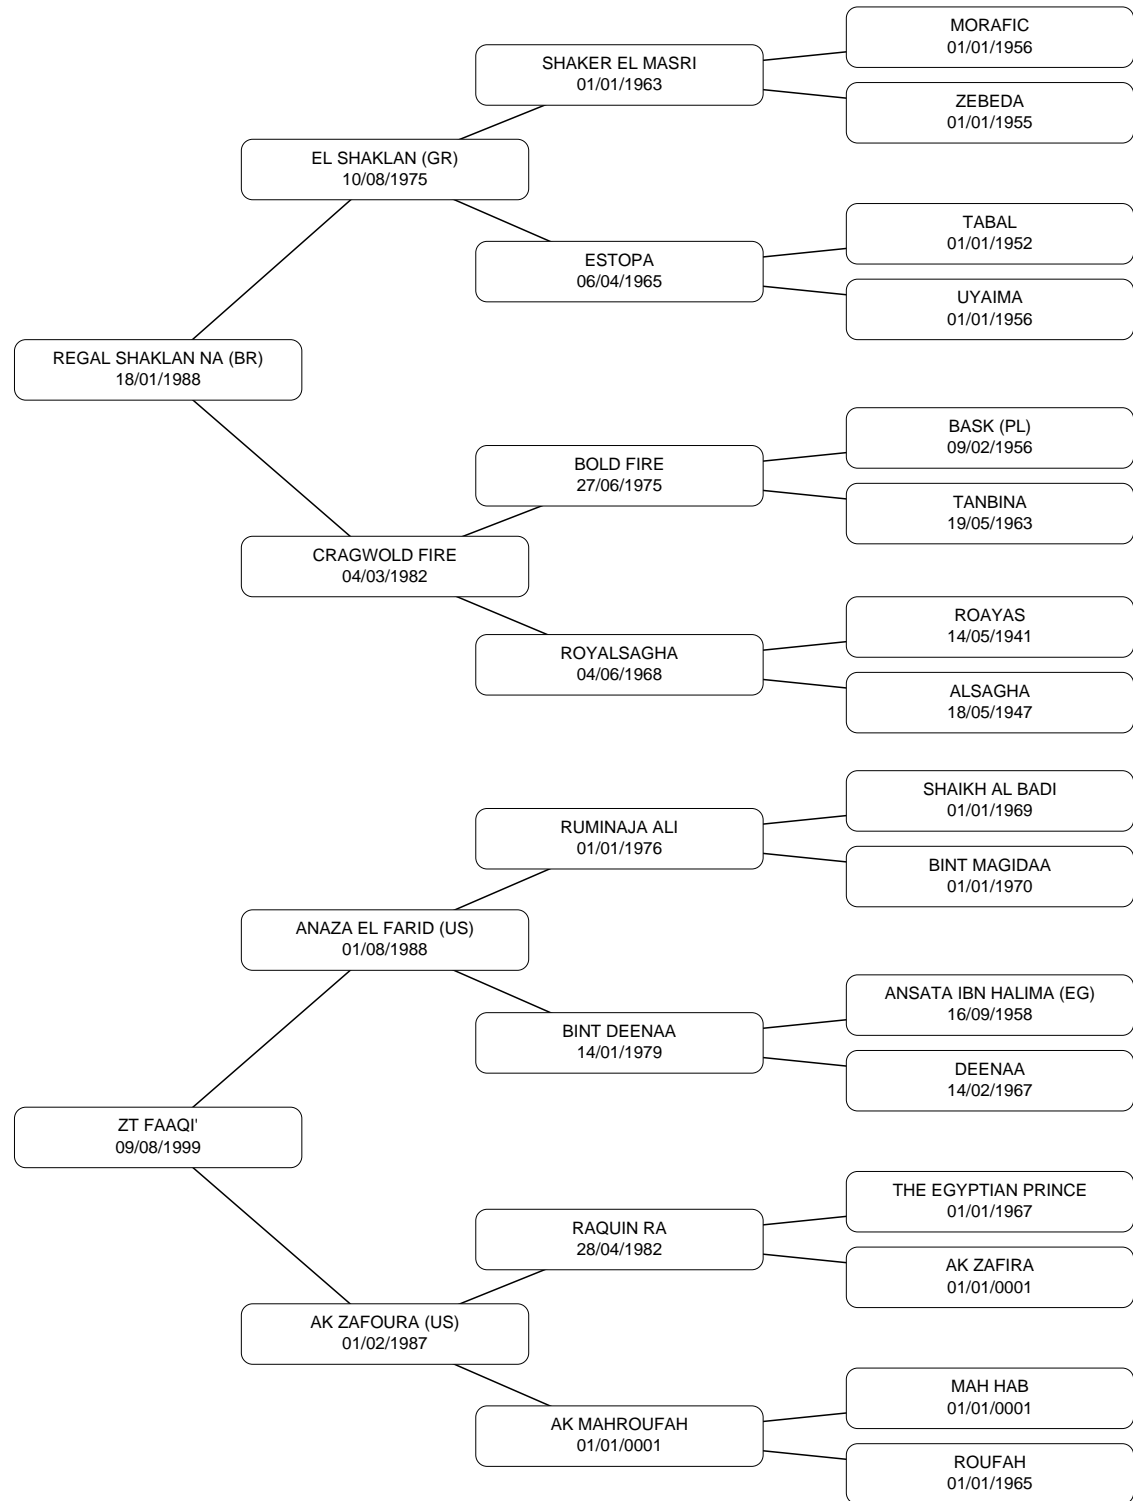 MORAFIC
01/01/1956
SHAKER EL MASRI
01/01/1963
ZEBEDA
01/01/1955
EL SHAKLAN (GR)
10/08/1975
TABAL
01/01/1952
ESTOPA
06/04/1965
UYAIMA
01/01/1956
REGAL SHAKLAN NA (BR)
18/01/1988
BASK (PL)
09/02/1956
BOLD FIRE
27/06/1975
TANBINA
19/05/1963
CRAGWOLD FIRE
04/03/1982
ROAYAS
14/05/1941
ROYALSAGHA
04/06/1968
ALSAGHA
18/05/1947
SHAIKH AL BADI
01/01/1969
RUMINAJA ALI
01/01/1976
BINT MAGIDAA
01/01/1970
ANAZA EL FARID (US)
01/08/1988
ANSATA IBN HALIMA (EG)
16/09/1958
BINT DEENAA
14/01/1979
DEENAA
14/02/1967
ZT FAAQI'
09/08/1999
THE EGYPTIAN PRINCE
01/01/1967
RAQUIN RA
28/04/1982
AK ZAFIRA
01/01/0001
AK ZAFOURA (US)
01/02/1987
MAH HAB
01/01/0001
AK MAHROUFAH
01/01/0001
ROUFAH
01/01/1965